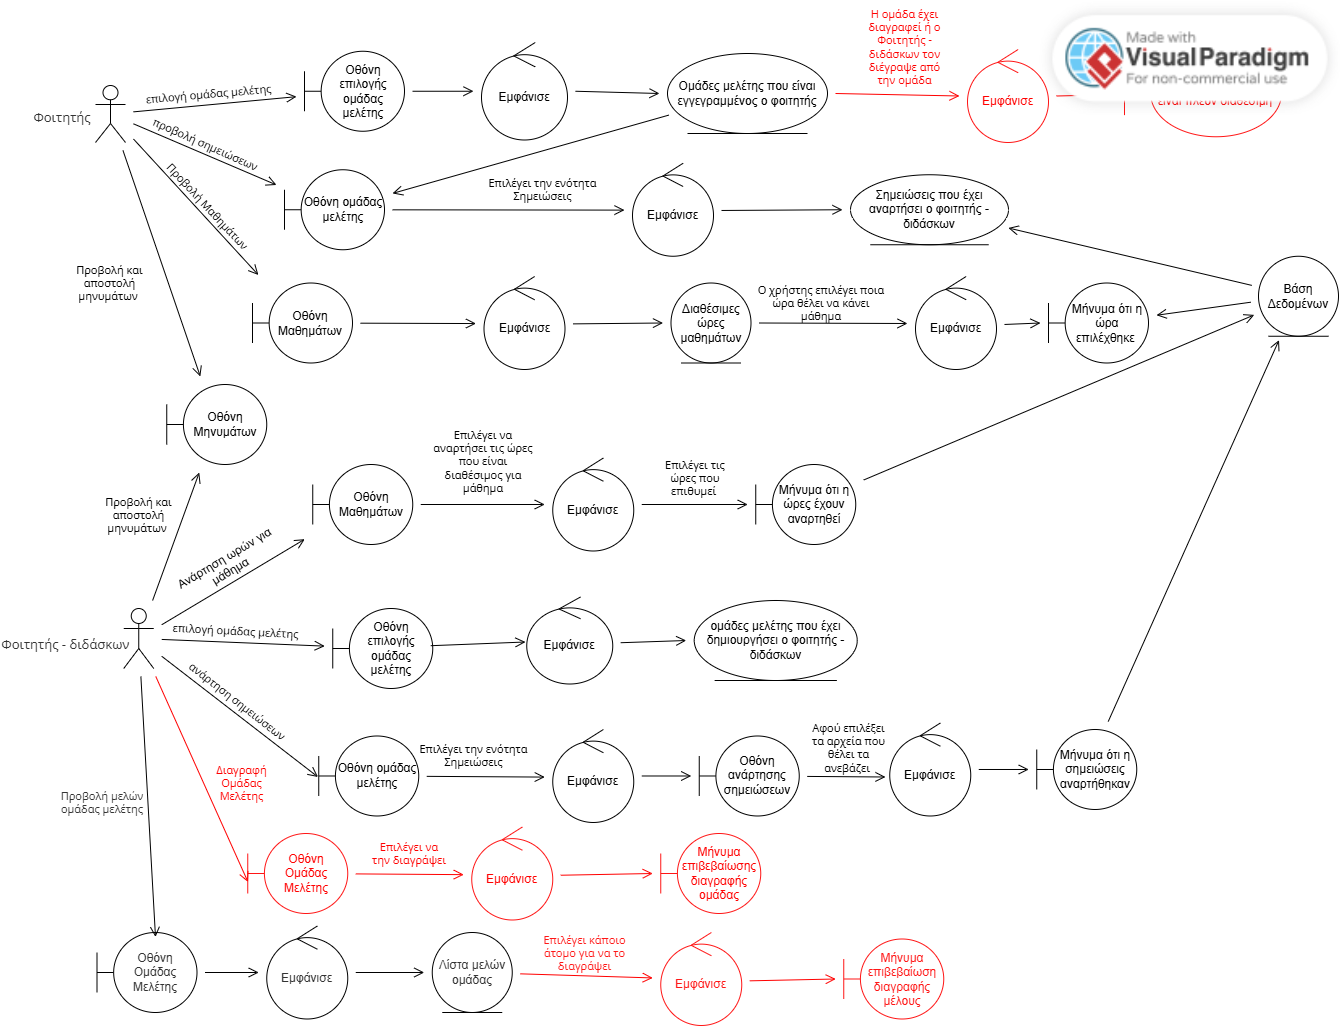 Η ομάδα έχει
διαγραφεί ή ο
Φοιτητής -
διδάσκων τον
διέγραψε από
την ομάδα
Made with
Visual Paradigm
For non-commercial use
Φοιτητής
επιλογή ομάδας μελέτης
Οθόνη
επιλογής
ομάδας
μελέτης
Εμφάνισε
Ομάδες μελέτης που είναι
εγγεγραμμένος ο φοιτητής
Εμφάνισε
είναι πλέον διαθέσιμη
προβολή σημειώσεων
Οθόνη ομάδας
μελέτης
Επιλέγει την ενότητα
Σημειώσεις
Εμφάνισε
Σημειώσεις που έχει
αναρτήσει ο φοιτητής -
διδάσκων
Προβολή Μαθημάτων
Προβολή και
αποστολή
μηνυμάτων
Οθόνη
Μαθημάτων
Εμφάνισε
Διαθέσιμες
ώρες
μαθημάτων
Ο χρήστης επιλέγει ποια
ώρα θέλει να κάνει
μάθημα
Εμφάνισε
Μήνυμα ότι η
ώρα
επιλέχθηκε
Βάση
Δεδομένων
Οθόνη
Μηνυμάτων
Προβολή και
αποστολή
μηνυμάτων
Οθόνη
Μαθημάτων
Επιλέγει να
αναρτήσει τις ώρες
που είναι
διαθέσιμος για
μάθημα
Εμφάνισε
Επιλέγει τις
ώρες που
επιθυμεί
Μήνυμα ότι η
ώρες έχουν
αναρτηθεί
Ανάρτηση ωρών για
μάθημα
Φοιτητής - διδάσκων
επιλογή ομάδας μελέτης
Οθόνη
επιλογής
ομάδας
μελέτης
Εμφάνισε
ομάδες μελέτης που έχει
δημιουργήσει ο φοιτητής -
διδάσκων
ανάρτηση σημειώσεων
Οθόνη ομάδας
μελέτης
Επιλέγει την ενότητα
Σημειώσεις
Εμφάνισε
Οθόνη
ανάρτησης
σημειώσεων
Αφού επιλέξει
τα αρχεία που
θέλει τα
ανεβάζει
Εμφάνισε
Μήνυμα ότι η
σημειώσεις
αναρτήθηκαν
Διαγραφή
Ομάδας
Μελέτης
Προβολή μελών
ομάδας μελέτης
Οθόνη
Ομάδας
Μελέτης
Επιλέγει να
την διαγράψει
Εμφάνισε
Μήνυμα
επιβεβαίωσης
διαγραφής
ομάδας
Οθόνη
Ομάδας
Μελέτης
Εμφάνισε
Λίστα μελών
ομάδας
Επιλέγει κάποιο
άτομο για να το
διαγράψει
Εμφάνισε
Μήνυμα
επιβεβαίωση
διαγραφής
μέλους